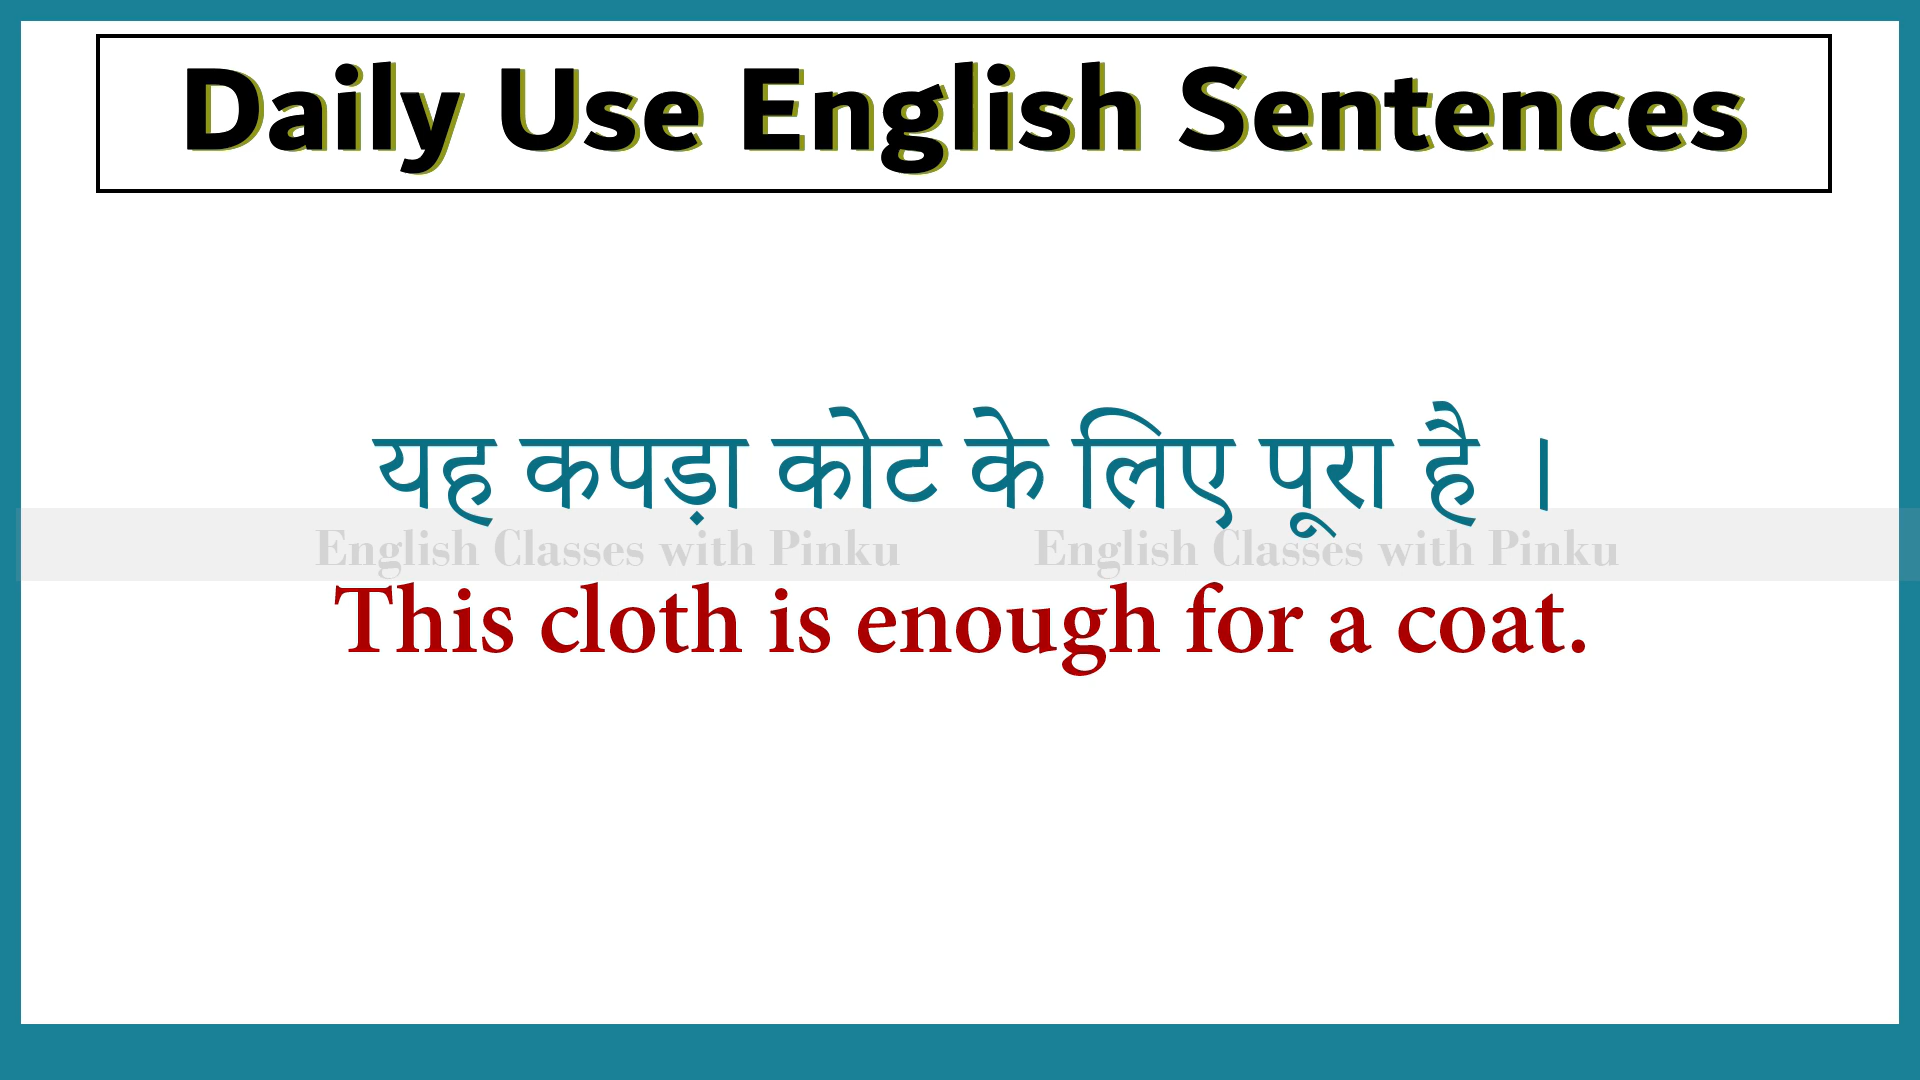 Daily Use English Sentences
यह कपड़ा कोट के लिए पूरा है ।
English Classes with Pinku English Classes with Pinku
This cloth is enough for a coat.